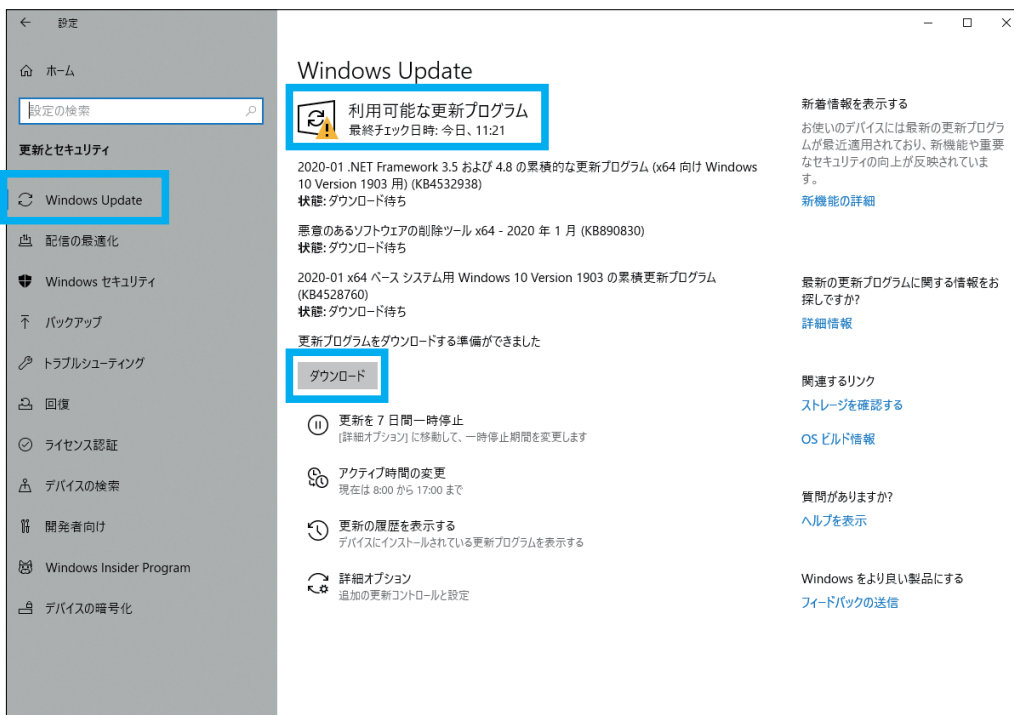 設定
ホーム
設定の検索
更新とセキュリティ
Windows Update
配信の最適化
Windows セキュリティ
バックアップ
トラブルシューティング
回復
ライセンス認証
デバイスの検索
開発者向け
Windows Insider Program
デバイスの暗号化
Windows Update
利用可能な更新プログラム
最終チェック日時: 今日、11:21
2020-01 .NET Framework 3.5 および 4.8 の累積的な更新プログラム (x64 向け Windows
10 Version 1903 用) (KB4532938)
状態: ダウンロード待ち
悪意のあるソフトウェアの削除ツール x64 - 2020 年 1 月 (KB890830)
状態: ダウンロード待ち
2020-01 x64 ベース システム用 Windows 10 Version 1903 の累積更新プログラム
(KB4528760)
状態: ダウンロード待ち
更新プログラムをダウンロードする準備ができました
ダウンロード
更新を 7 日間一時停止
[詳細オプション] に移動して、一時停止期間を変更します
アクティブ時間の変更
現在は 8:00 から 17:00 まで
更新の履歴を表示する
デバイスにインストールされている更新プログラムを表示する
詳細オプション
追加の更新コントロールと設定
新着情報を表示する
お使いのデバイスには最新の更新プログラ
ムが最近適用されており、新機能や重要
なセキュリティの向上が反映されていま
す。
新機能の詳細
最新の更新プログラムに関する情報をお
探しですか?
詳細情報
関連するリンク
ストレージを確認する
OS ビルド情報
質問がありますか?
ヘルプを表示
Windows をより良い製品にする
フィードバックの送信